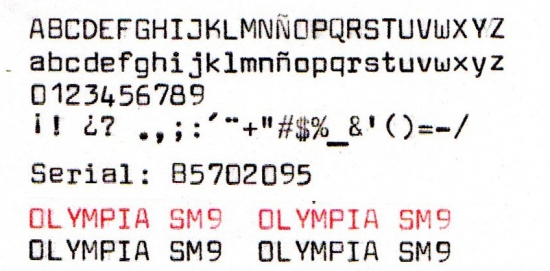 ABCDEFGHIJKLMNÑOPQRSTUVWXYZ
abcdefghijklmnñopqrstuvwxyz
0123456789
¡! ¿? .,;:´¨+"#$%_&'()=-/
Serial: B5702095
OLYMPIA SM9  OLYMPIA SM9
OLYMPIA SM9  OLYMPIA SM9